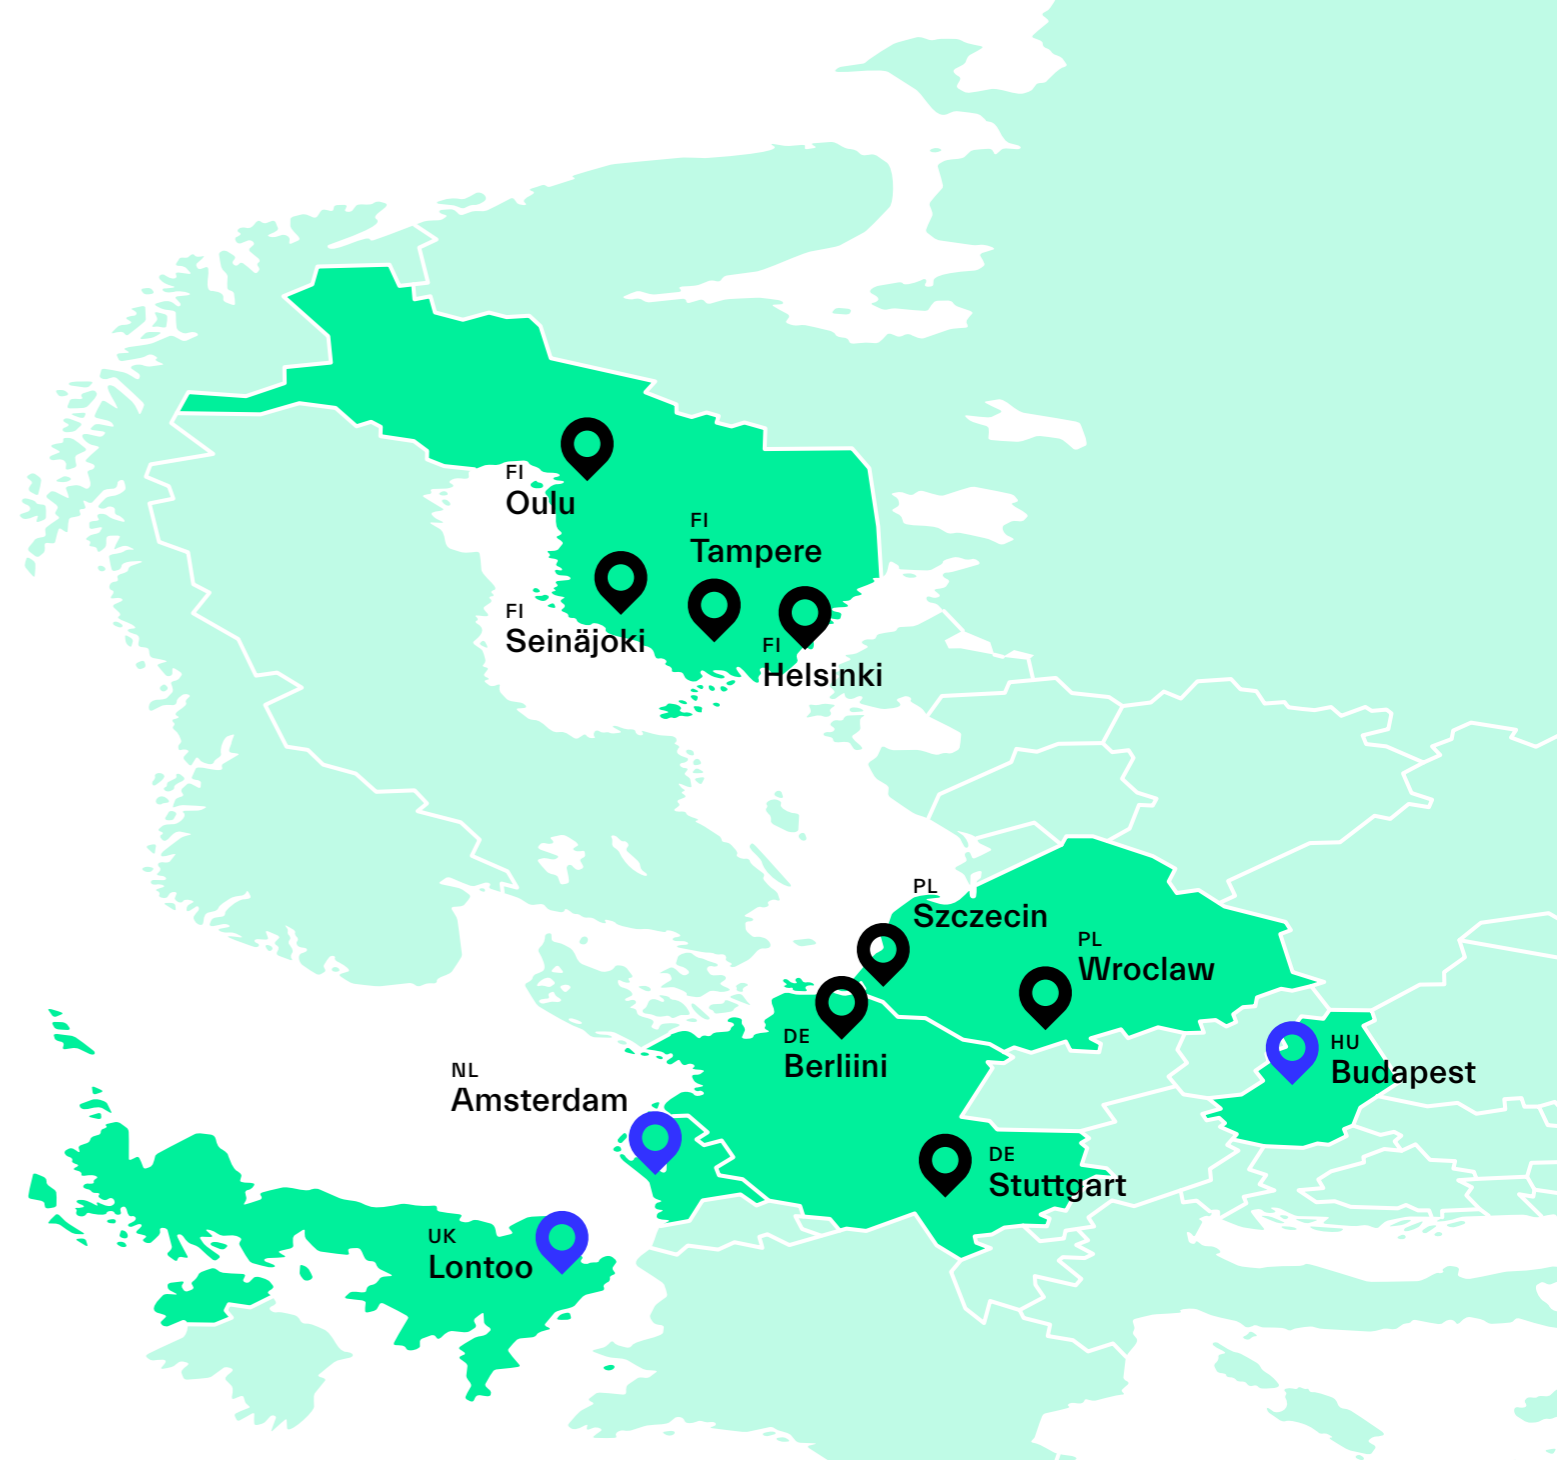 FI
Oulu
FI
Tampere
FI
Seinäjoki
FI
Helsinki
PL
Szczecin
PL
Wroclaw
DE
Berliini
HU
Budapest
NL
Amsterdam
DE
Stuttgart
UK
Lontoo